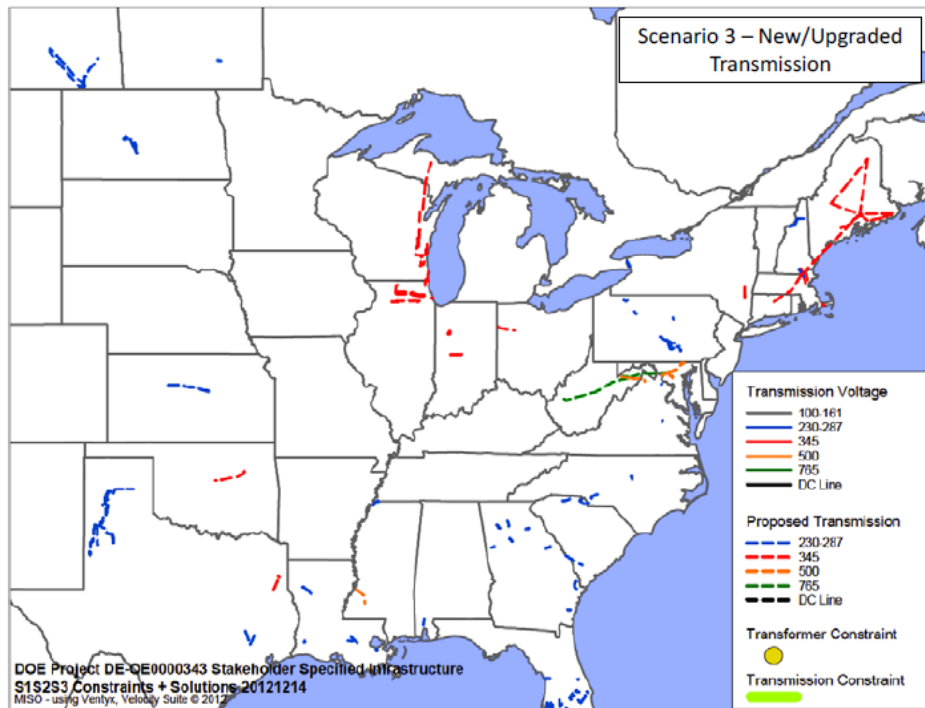 Scenario 3 – New/Upgraded
Transmission
Transmission Voltage
100-161
230-287
345
500
765
DC Line
Proposed Transmission
230-287
345
500
765
DC Line
Transformer Constraint
Transmission Constraint
DOE Project DE-OE0000343 Stakeholder Specified Infrastructure
S1S2S3 Constraints + Solutions 20121214
MISO - using Ventyx, Velocity Suite © 2012